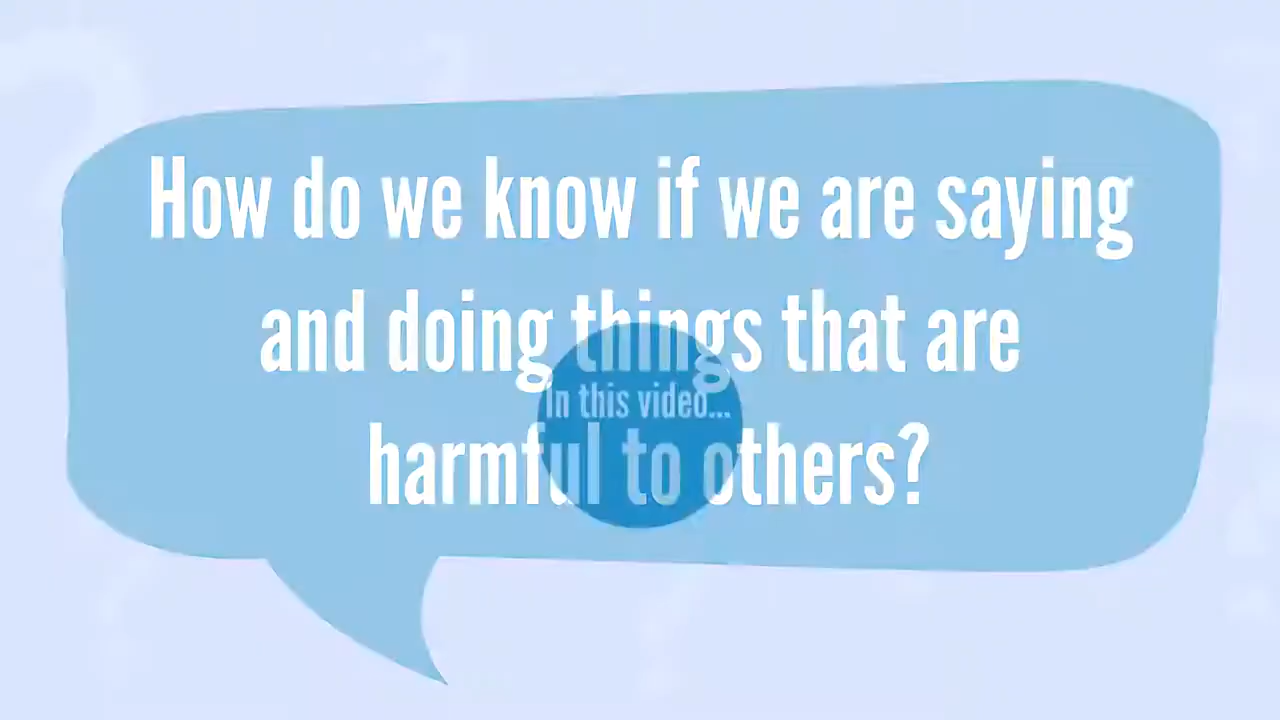 How do we know if we are saying
and doing things that are
in this video...
harmful to others?